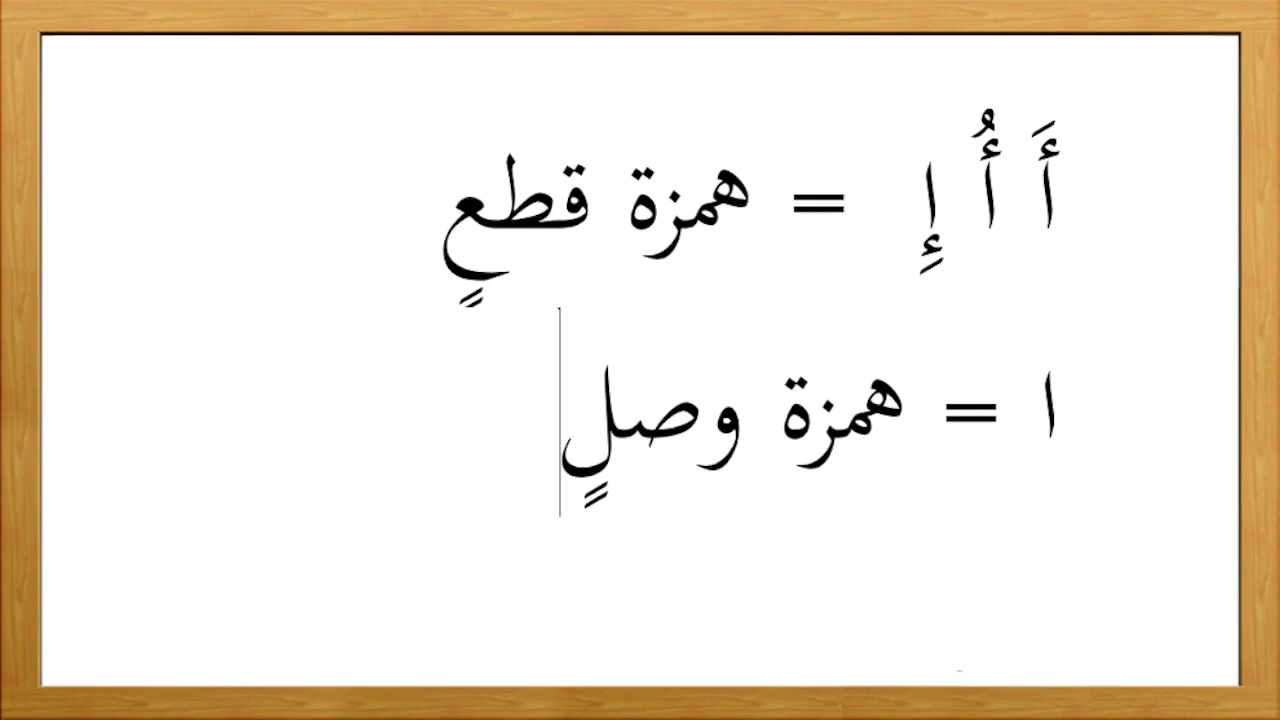 أَ أُ إِ = همزة قطعٍ
ا = همزة وصلٍ